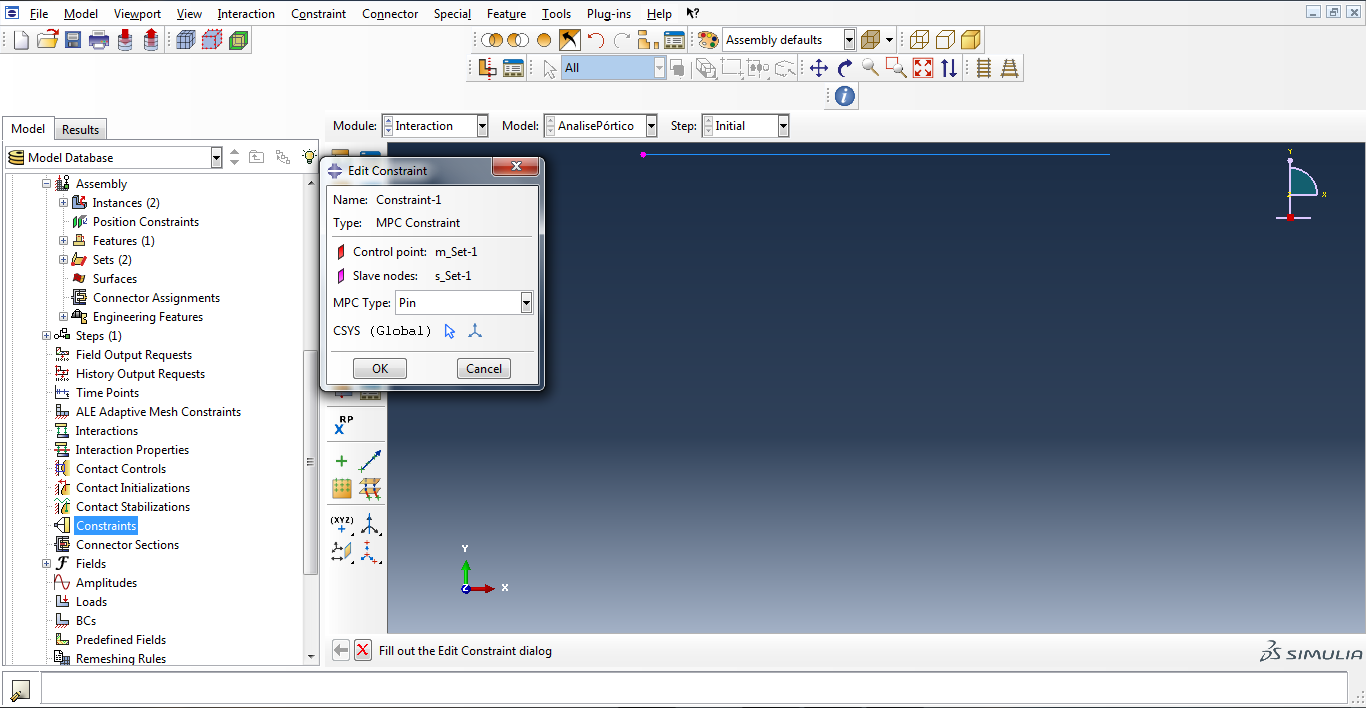 File Model Viewport View Interaction Constraint Connector Special Feature Tools Plug-ins Help ?
Assembly defaults
All
i
Model Results
Module: Interaction Model: AnalisePórtico Step: Initial
Model Database
Assembly
Instances (2)
Position Constraints
Features (1)
Sets (2)
Surfaces
Connector Assignments
Engineering Features
Steps (1)
Field Output Requests
History Output Requests
Time Points
ALE Adaptive Mesh Constraints
Interactions
Interaction Properties
Contact Controls
Contact Initializations
Contact Stabilizations
Constraints
Connector Sections
Fields
Amplitudes
Loads
BCs
Predefined Fields
Remeshing Rules
Edit Constraint
Name: Constraint-1
Type: MPC Constraint
Control point: m_Set-1
Slave nodes: s_Set-1
MPC Type: Pin
CSYS (Global)
OK Cancel
RP
X
(XYZ)
Y
X
Z
Y
Z X
Fill out the Edit Constraint dialog
SIMULIA